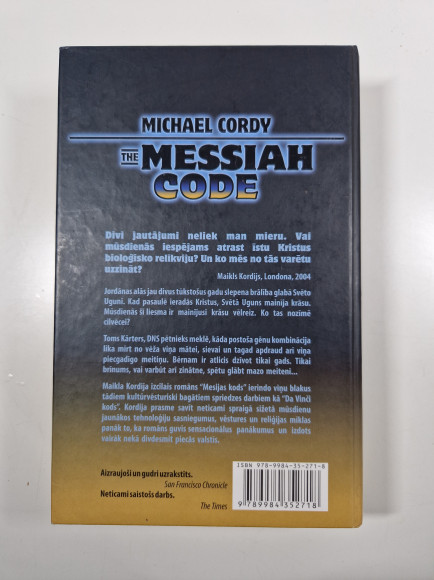 MICHAEL CORDY
THE MESSIAH
CODE
Divi jautājumi neliek man mieru. Vai
mūsdienās iespējams atrast īstu Kristus
bioloģisko relikviju? Un ko mēs no tās varētu
uzzināt?
Maikls Kordijs, Londona, 2004
Jordānas alās jau divus tūkstošus gadu slepena brālība glabā Svēto
Uguni. Kad pasaulē ieradās Kristus, Svētā Uguns mainīja krāsu.
Mūsdienās šī liesma ir mainījusi krāsu vēlreiz. Ko tas nozīmē
cilvēcei?
Toms Kārters, DNS pētnieks meklē, kāda postoša gēnu kombinācija
lika mirt no vēža viņa mātei, sievai un tagad apdraud arī viņa
piecgadīgo meitiņu. Bērnam ir atlicis dzīvot tikai gads. Tikai
brīnums, vai varbūt arī zinātne, spētu glābt mazo meiteni...
Maikla Kordija izcilais romāns "Mesijas kods" ierindo viņu blakus
tādiem kultūrvēsturiski bagātiem spriedzes darbiem kā "Da Vinči
kods". Kordija prasme savīt neticami spraigā sižetā mūsdienu
jaunākos tehnoloģiju sasniegumus, vēstures un reliģijas mīklas
panāk to, ka romāns guvis sensacionālus panākumus un izdots
vairāk nekā divdesmit piecās valstīs.
Aizraujoši un gudri uzrakstīts.
San Francisco Chronicle
Neticami saistošs darbs.
The Times
ISBN 978-9984-35-271-8
9 789984 352718